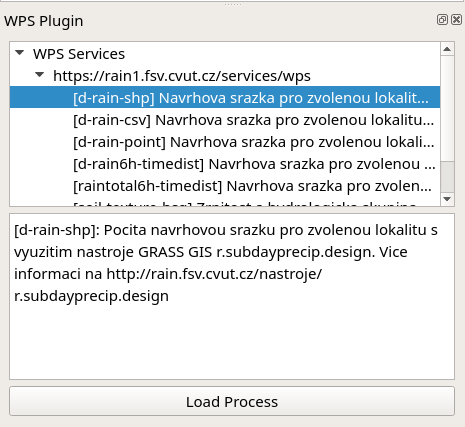 WPS Plugin
WPS Services
https://rain1.fsv.cvut.cz/services/wps
[d-rain-shp] Navrhova srazka pro zvolenou lokalit...
[d-rain-csv] Navrhova srazka pro zvolenou lokalitu...
[d-rain-point] Navrhova srazka pro zvolenou lokali...
[d-rain6h-timedist] Navrhova srazka pro zvolenou ...
[raintotal6h-timedist] Navrhova srazka pro zvolen...
[d-rain-shp]: Pocita navrhovou srazku pro zvolenou lokalitu s
vyuzitim nastroje GRASS GIS r.subdayprecip.design. Vice
informaci na http://rain.fsv.cvut.cz/nastroje/
r.subdayprecip.design
Load Process